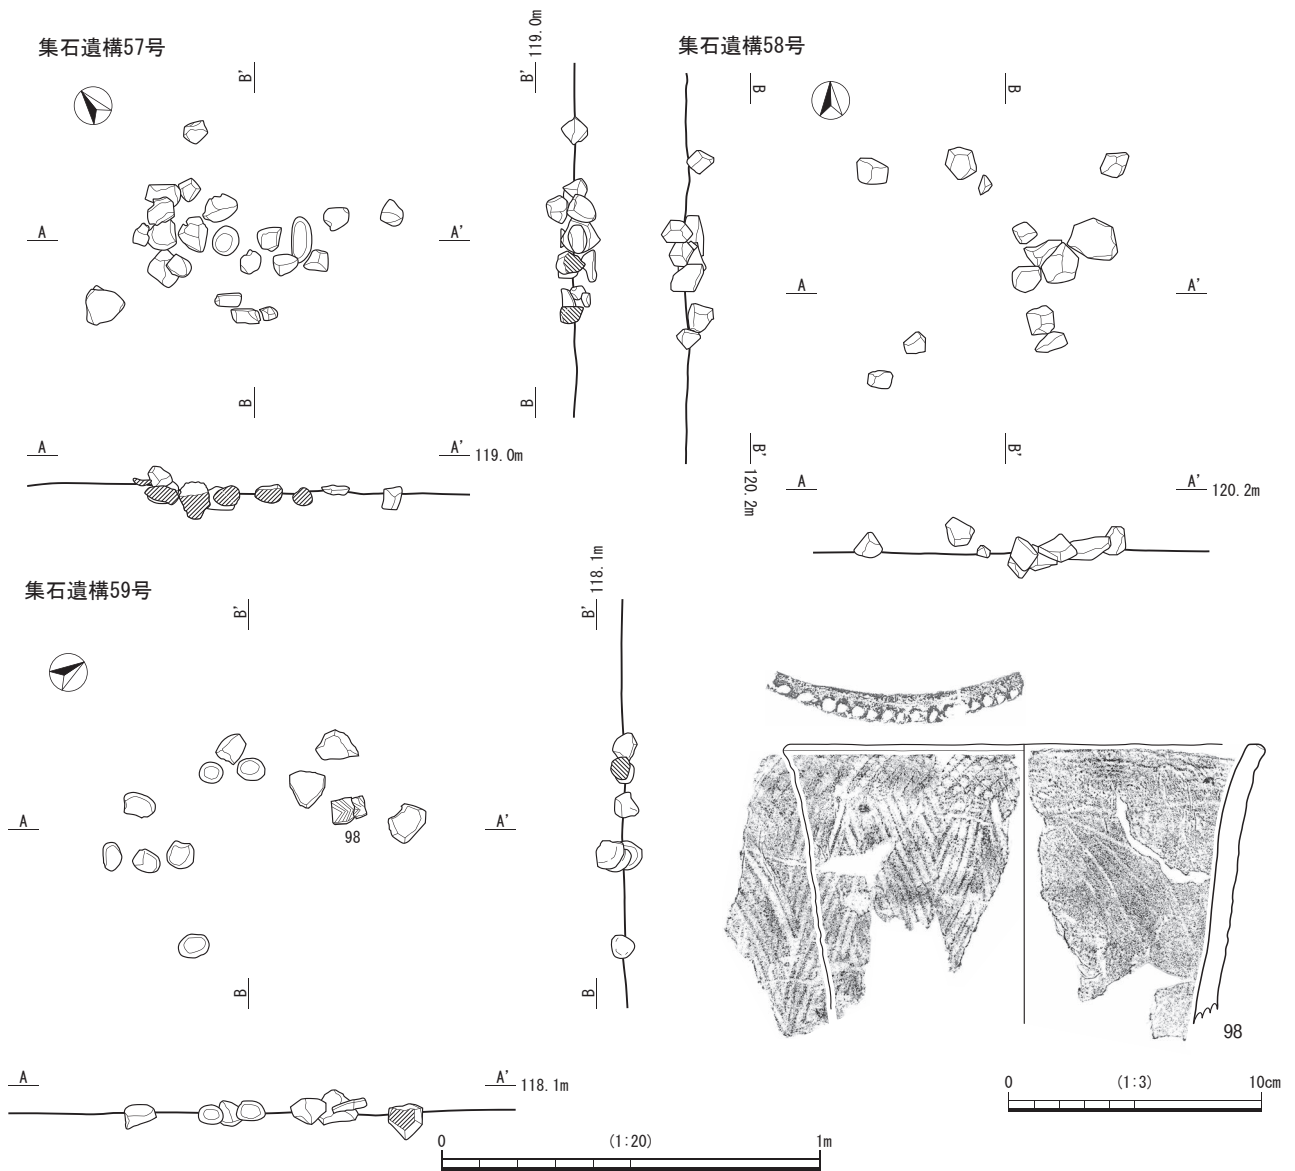 集石遺構57号
B'
B' 119.0m
A
A'
B
B
A
A' 119.0m
集石遺構58号
B
B
A
A'
B' 120.2m
B'
A
A' 120.2m
集石遺構59号
B'
B' 118.1m
98
A
A'
B
B
A
A' 118.1m
98
0 (1:3) 10cm
0 (1:20) 1m